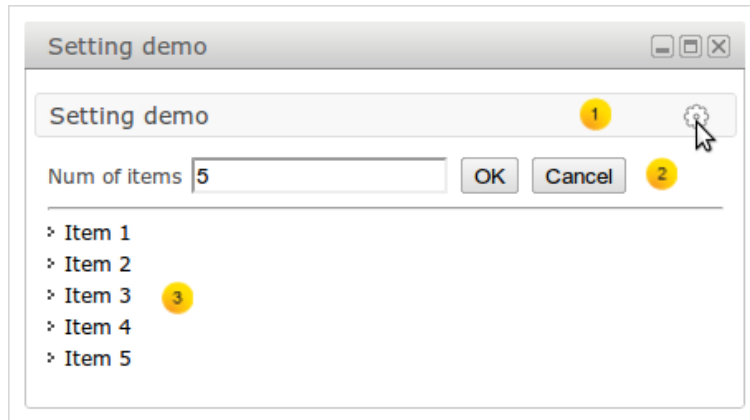 Setting demo
Setting demo 1
Num of items 5 OK Cancel 2
Item 1
Item 2
Item 3 3
Item 4
Item 5